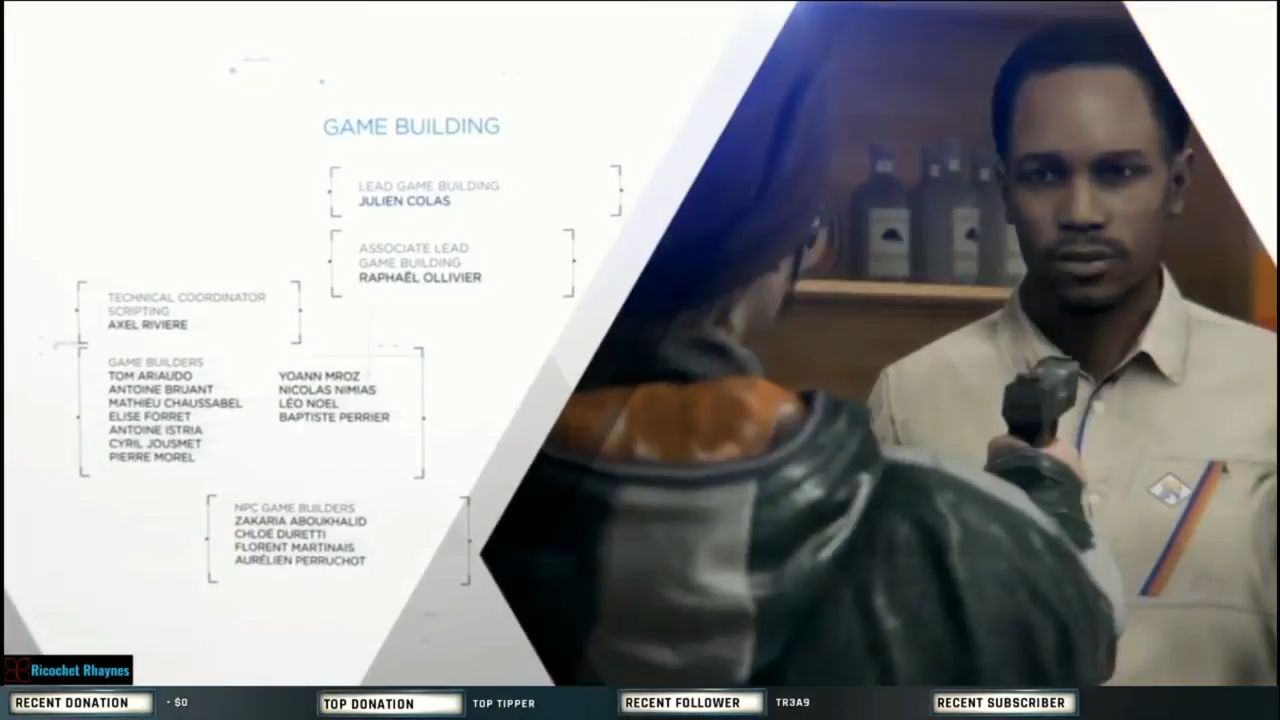 GAME BUILDING
LEAD GAME BUILDING
JULIEN COLAS
ASSOCIATE LEAD
GAME BUILDING
RAPHAËL OLLIVIER
TECHNICAL COORDINATOR
SCRIPTING
AXEL RIVIERE
GAME BUILDERS
TOM ARIAUDO
ANTOINE BRUANT
MATHIEU CHAUSSABEL
ELISE FORRET
ANTOINE ISTRIA
CYRIL JOUSMET
PIERRE MOREL
YOANN MROZ
NICOLAS NIMIAS
LÉO NOEL
BAPTISTE PERRIER
NPC GAME BUILDERS
ZAKARIA ABOUKHALID
CHLOÉ DURETTI
FLORENT MARTINAIS
AURÉLIEN PERRUCHOT
Ricochet Rhaynes
RECENT DONATION - $0 TOP DONATION TOP TIPPER RECENT FOLLOWER TR3A9 RECENT SUBSCRIBER